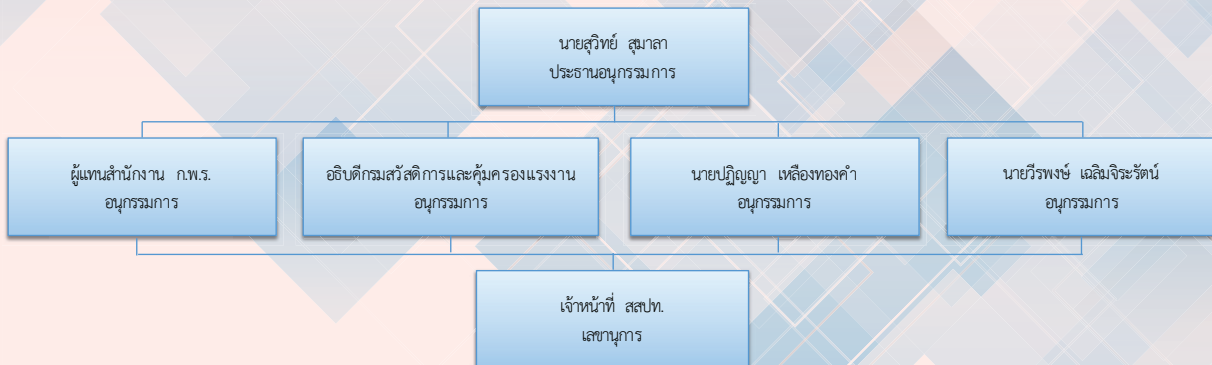 นายสุวิทย์ สุมาลา
ประธานอนุกรรมการ
ผู้แทนสำนักงาน ก.พ.ร.
อนุกรรมการ
อธิบดีกรมสวัสดิการและคุ้มครองแรงงาน
อนุกรรมการ
นายปฏิญญา เหลืองทองคำ
อนุกรรมการ
นายวีรพงษ์ เฉลิมจิระรัตน์
อนุกรรมการ
เจ้าหน้าที่ สสปท.
เลขานุการ